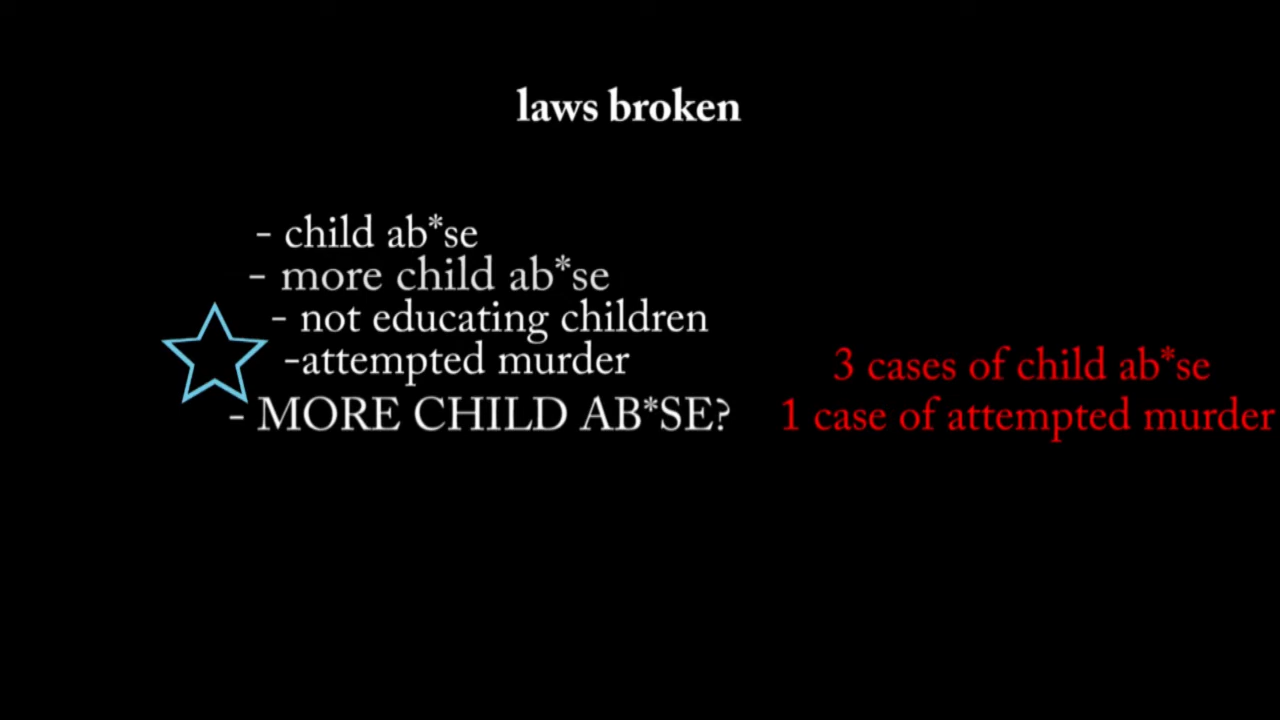 laws broken
- child ab*se
- more child ab*se
- not educating children
-attempted murder
- MORE CHILD AB*SE?
3 cases of child ab*se
1 case of attempted murder